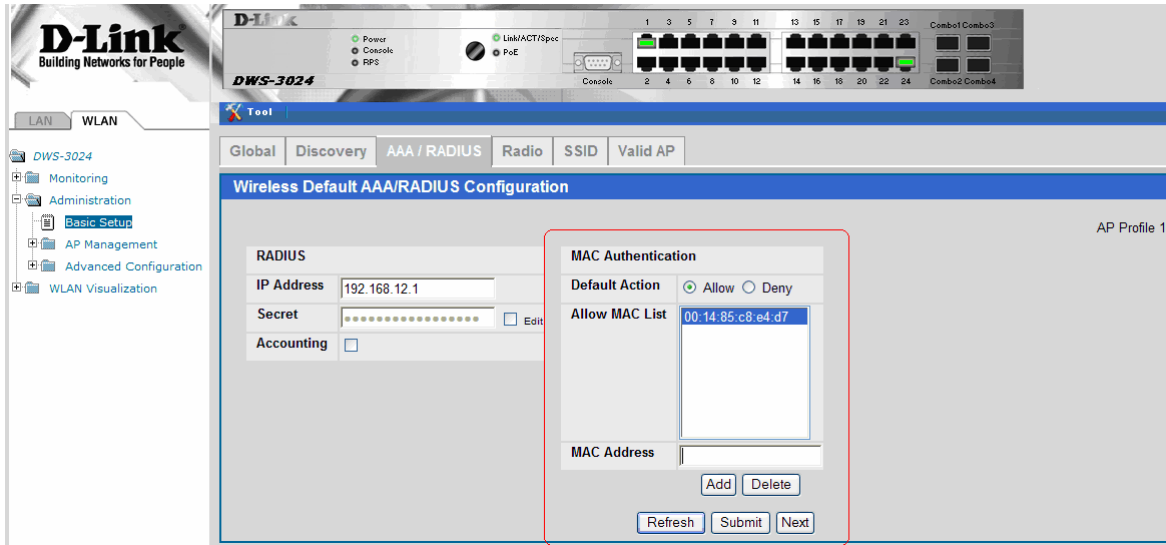 D-Link
Building Networks for People
D-Link
Power
Console
RPS
Link/ACT/Spec
PoE
Console
1 3 5 7 9 11 13 15 17 19 21 23 Combo1 Combo3
2 4 6 8 10 12 14 16 18 20 22 24 Combo2 Combo4
DWS-3024
Tool
LAN WLAN
DWS-3024
Monitoring
Administration
Basic Setup
AP Management
Advanced Configuration
WLAN Visualization
Global Discovery AAA / RADIUS Radio SSID Valid AP
Wireless Default AAA/RADIUS Configuration
AP Profile 1
RADIUS
IP Address 192.168.12.1
Secret ••••••••••••••••• Edit
Accounting
MAC Authentication
Default Action Allow Deny
Allow MAC List 00:14:85:c8:e4:d7
MAC Address
Add Delete
Refresh Submit Next